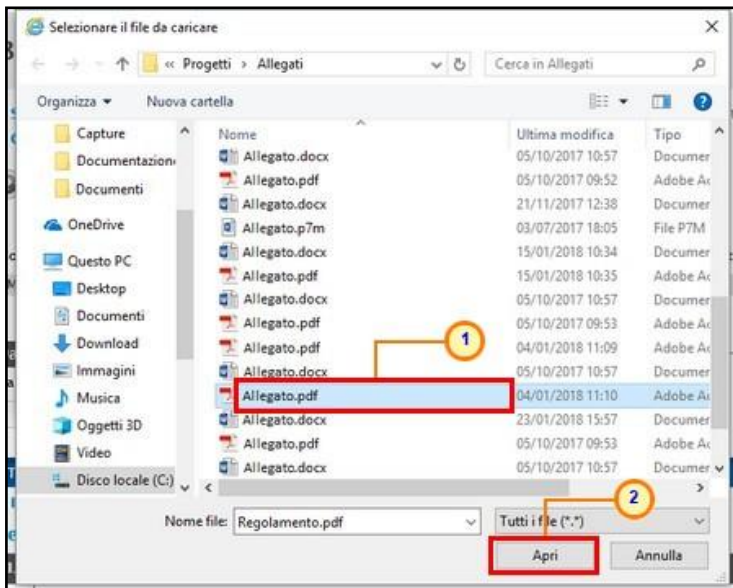 Selezionare il file da caricare
« Progetti › Allegati
Cerca in Allegati
Organizza
Nuova cartella
Nome
Ultima modifica
Tipo
Capture
Documentazion
Documenti
OneDrive
Questo PC
Desktop
Documenti
Download
Immagini
Musica
Oggetti 3D
Video
Disco locale (C:)
Allegato.docx 05/10/2017 10:57 Documen
Allegato.pdf 05/10/2017 09:52 Adobe Ac
Allegato.docx 21/11/2017 12:38 Documen
Allegato.p7m 03/07/2017 18:05 File P7M
Allegato.docx 15/01/2018 10:34 Documen
Allegato.pdf 15/01/2018 10:35 Adobe Ac
Allegato.docx 05/10/2017 10:57 Documen
Allegato.pdf 05/10/2017 09:53 Adobe Ac
Allegato.pdf 04/01/2018 11:09 Adobe Ac
Allegato.docx 05/10/2017 10:57 Documen
Allegato.pdf 04/01/2018 11:10 Adobe Ac
Allegato.docx 23/01/2018 15:57 Documen
Allegato.pdf 05/10/2017 09:53 Adobe Ac
Allegato.docx 05/10/2017 10:57 Documen
1
2
Nome file: Regolamento.pdf
Tutti i file (*.*)
Apri
Annulla